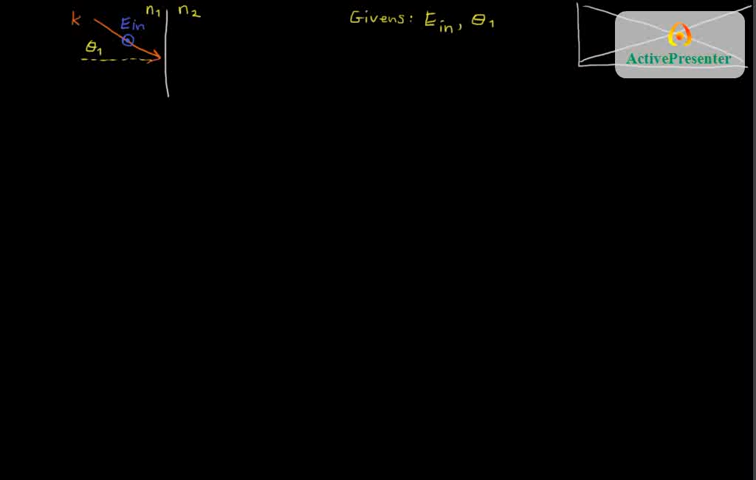 k
Ein
θ1
n1
n2
Givens: Ein, θ1
ActivePresenter